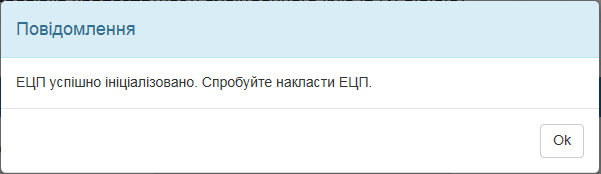 Повідомлення
ЕЦП успішно ініціалізовано. Спробуйте накласти ЕЦП.
Ok